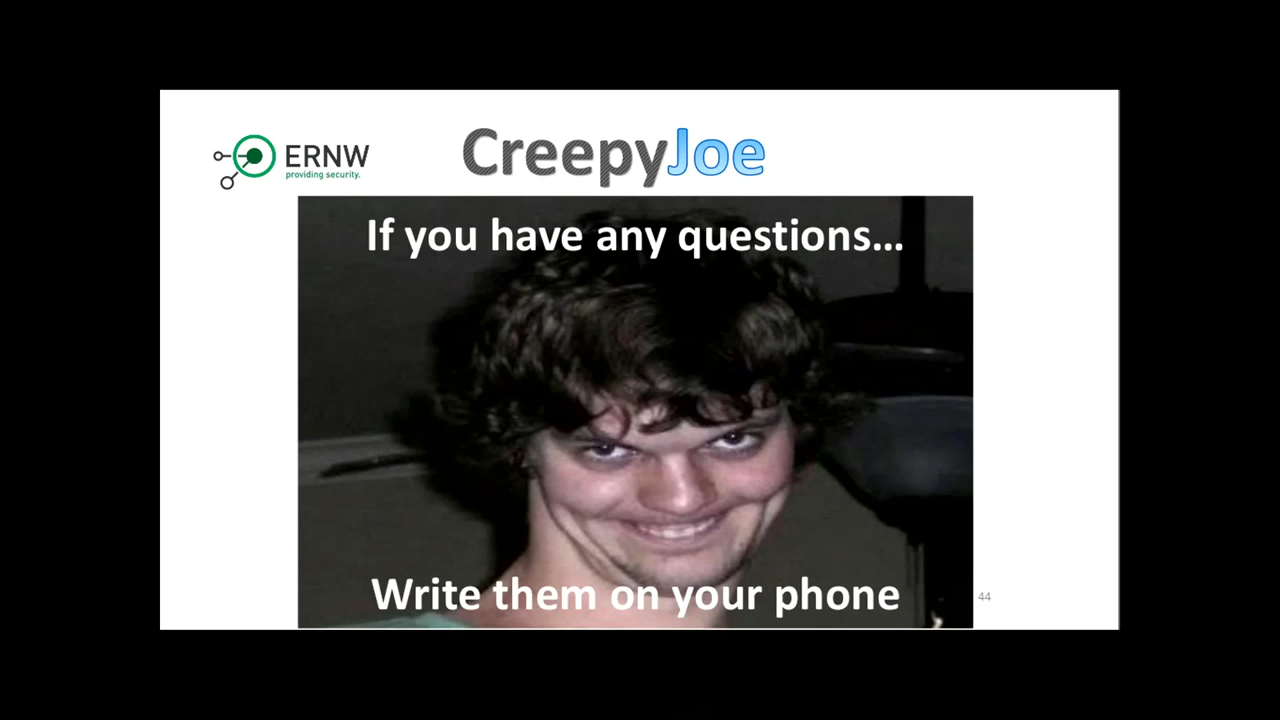 ERNW
providing security.
CreepyJoe
If you have any questions...
Write them on your phone
44